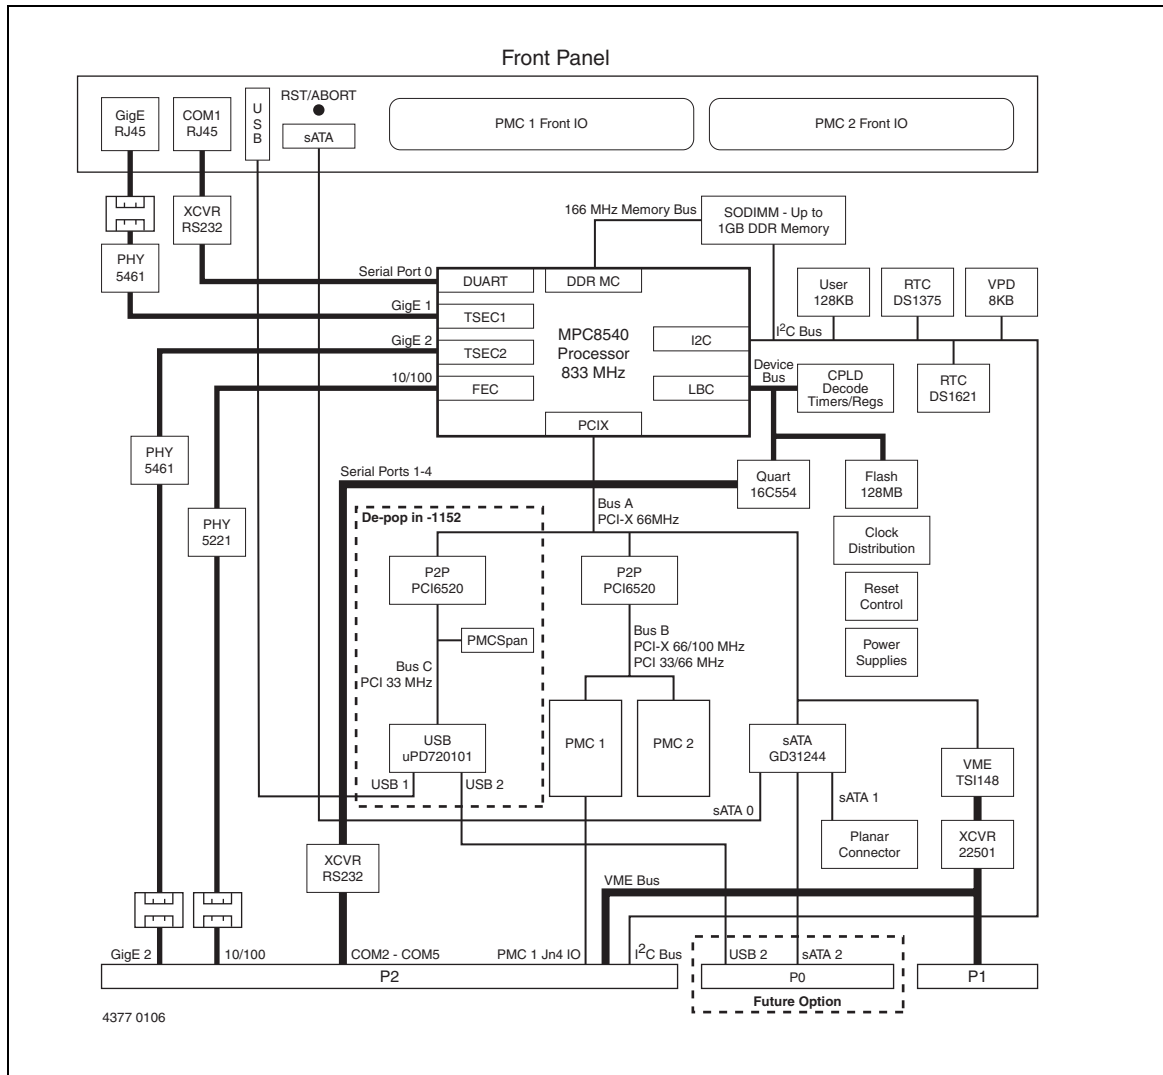 Front Panel
GigE
RJ45
COM1
RJ45
U
S
B
RST/ABORT
sATA
PMC 1 Front IO
PMC 2 Front IO
XCVR
RS232
166 MHz Memory Bus
SODIMM - Up to
1GB DDR Memory
PHY
5461
Serial Port 0
DUART
DDR MC
User
128KB
RTC
DS1375
VPD
8KB
GigE 1
TSEC1
MPC8540
Processor
833 MHz
I2C
I2C Bus
GigE 2
TSEC2
Device
Bus
CPLD
Decode
Timers/Regs
RTC
DS1621
10/100
FEC
LBC
PCIX
PHY
5461
Serial Ports 1-4
Quart
16C554
Flash
128MB
Bus A
PCI-X 66MHz
De-pop in -1152
PHY
5221
Clock
Distribution
P2P
PCI6520
P2P
PCI6520
Reset
Control
PMCSpan
Bus B
PCI-X 66/100 MHz
PCI 33/66 MHz
Power
Supplies
Bus C
PCI 33 MHz
USB
uPD720101
PMC 1
PMC 2
sATA
GD31244
VME
TSI148
USB 1
USB 2
sATA 0
sATA 1
Planar
Connector
XCVR
22501
XCVR
RS232
VME Bus
GigE 2
10/100
COM2 - COM5
PMC 1 Jn4 IO
I2C Bus
USB 2
sATA 2
P2
P0
P1
Future Option
4377 0106